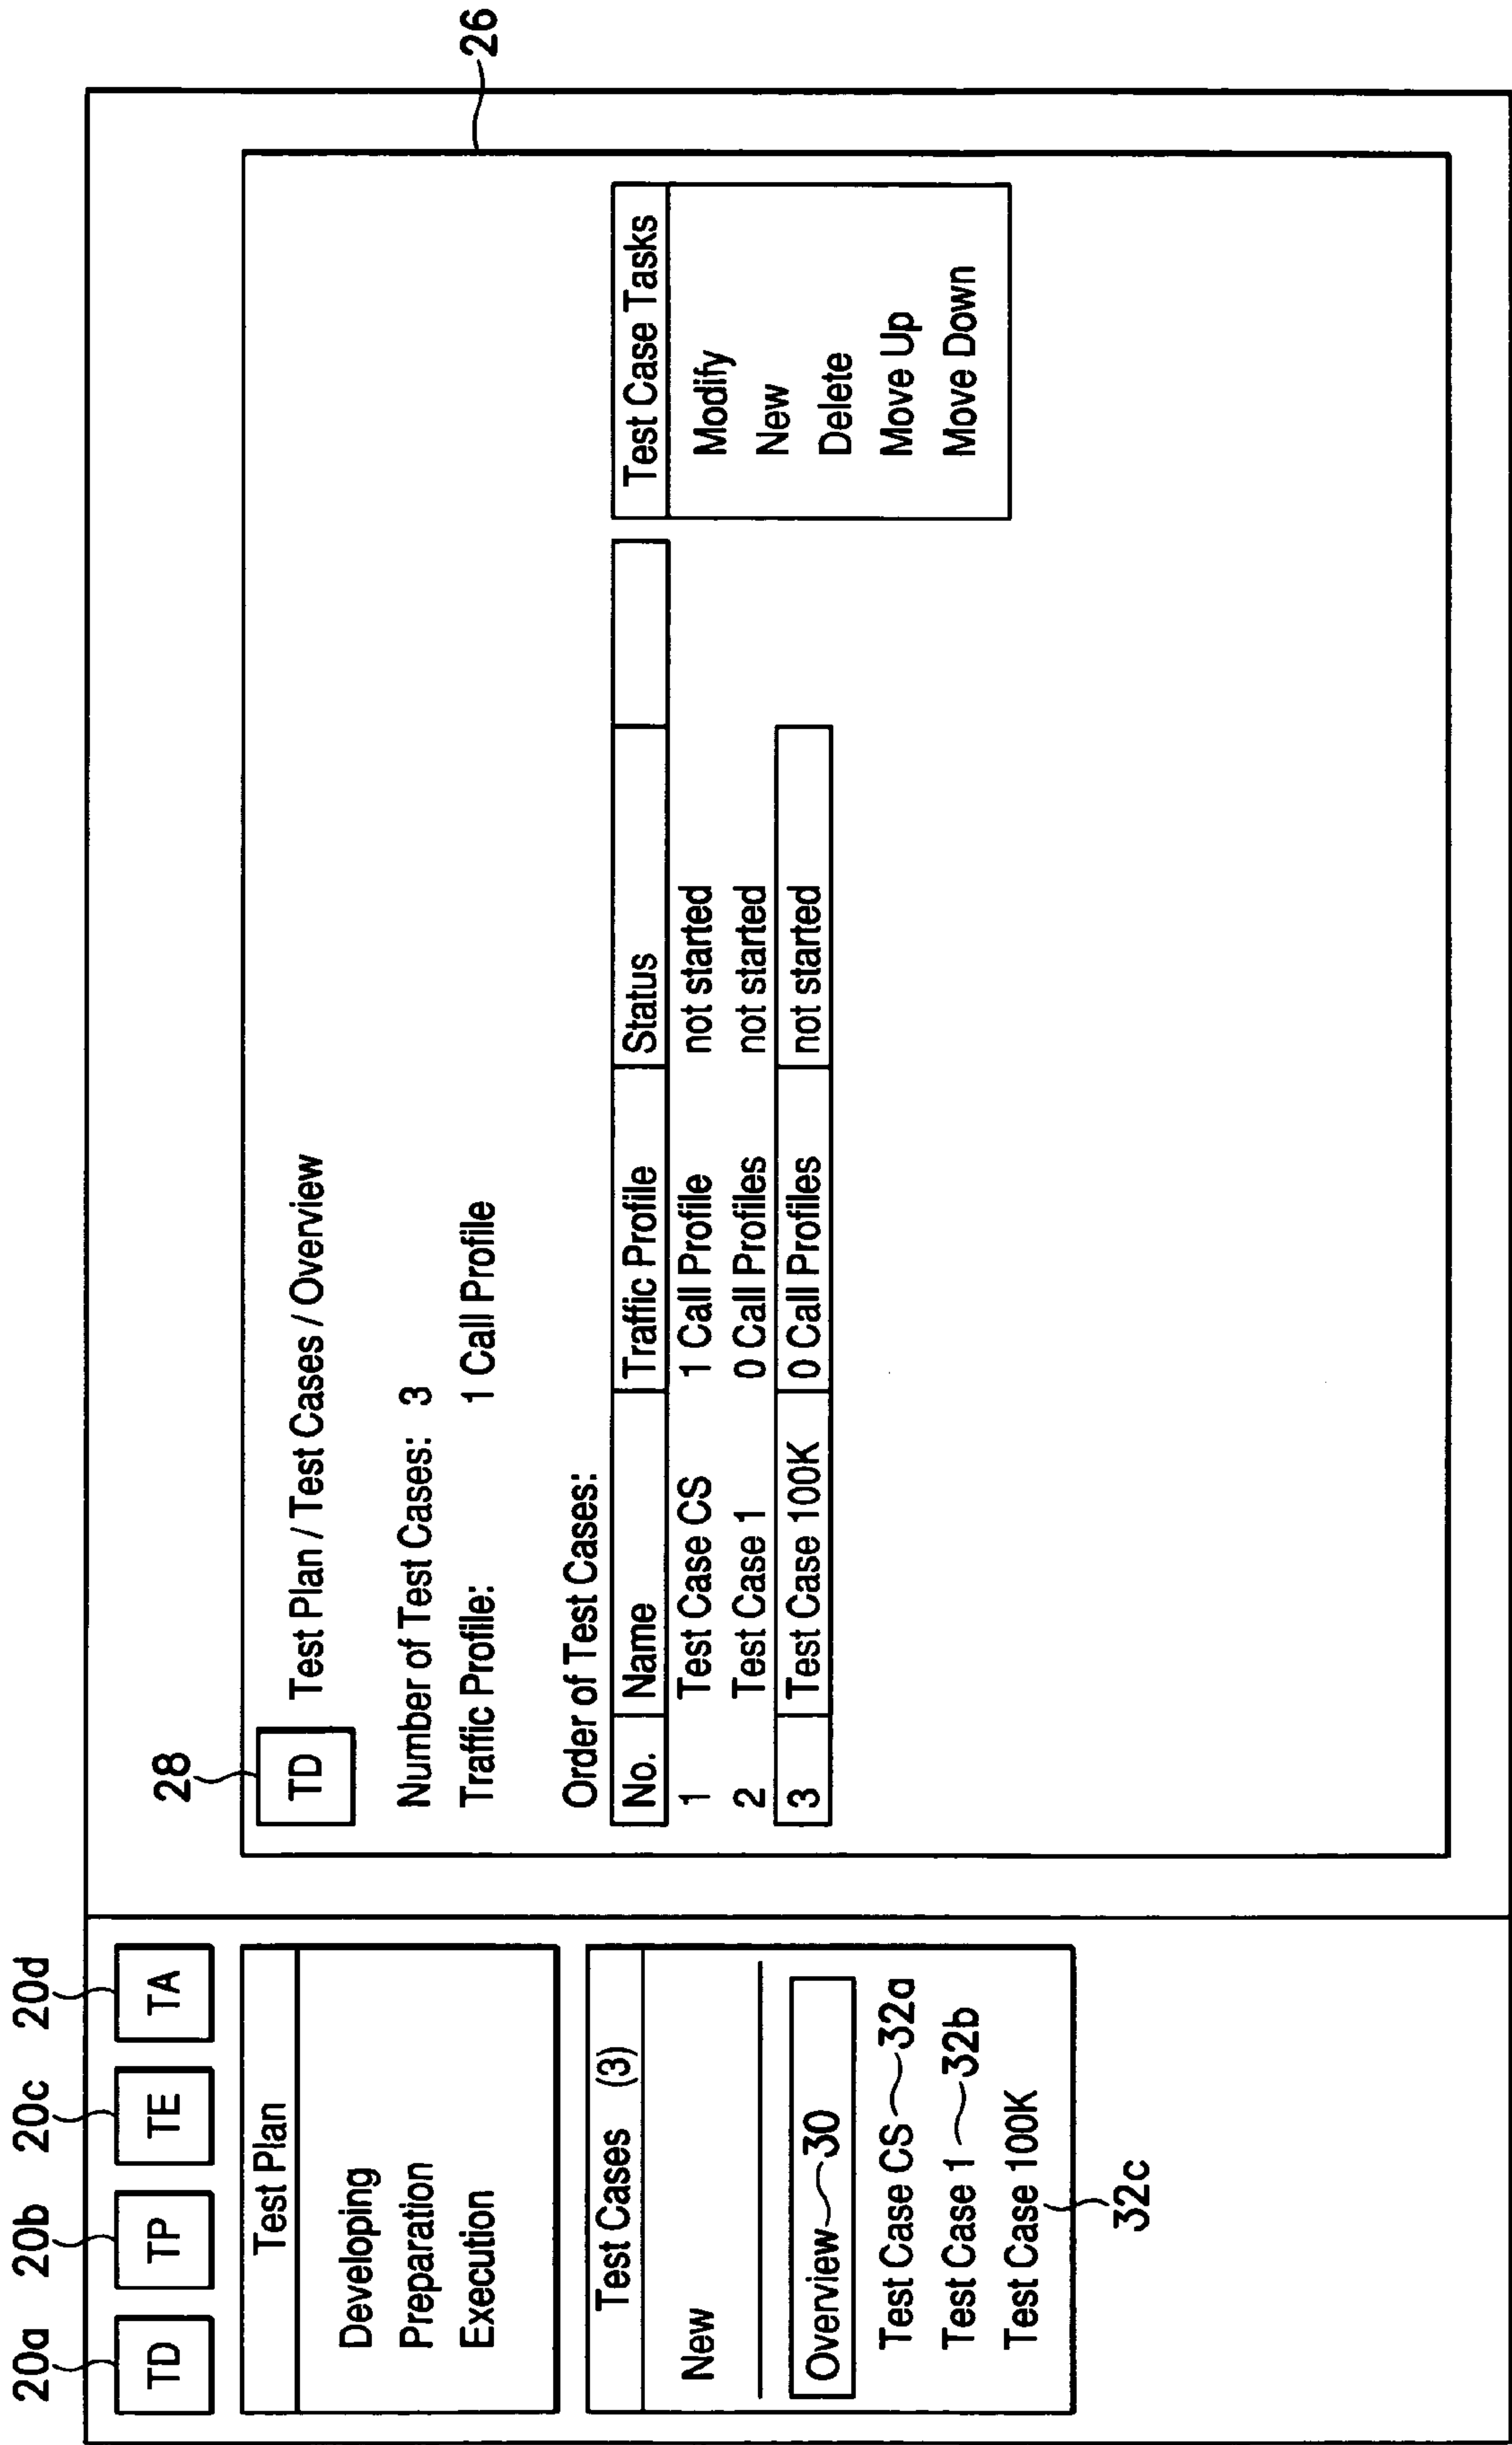 20a 20b 20c 20d
TD TP TE TA
Test Plan
Developing
Preparation
Execution
Test Cases (3)
New
Overview 30
Test Case CS 32a
Test Case 1 32b
Test Case 100K
32c
28
26
TD Test Plan / Test Cases / Overview
Number of Test Cases: 3
Traffic Profile: 1 Call Profile
Order of Test Cases:
No. Name Traffic Profile Status
1 Test Case CS 1 Call Profile not started
2 Test Case 1 0 Call Profiles not started
3 Test Case 100K 0 Call Profiles not started
Test Case Tasks
Modify
New
Delete
Move Up
Move Down